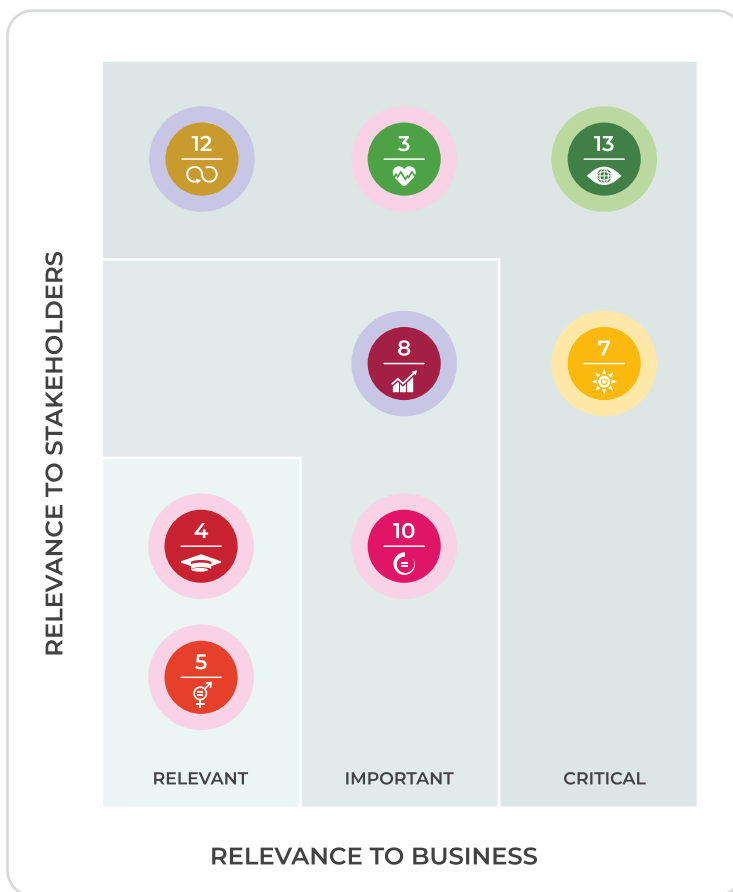 RELEVANCE TO STAKEHOLDERS
12
3
13
8
7
4
10
5
RELEVANT
IMPORTANT
CRITICAL
RELEVANCE TO BUSINESS